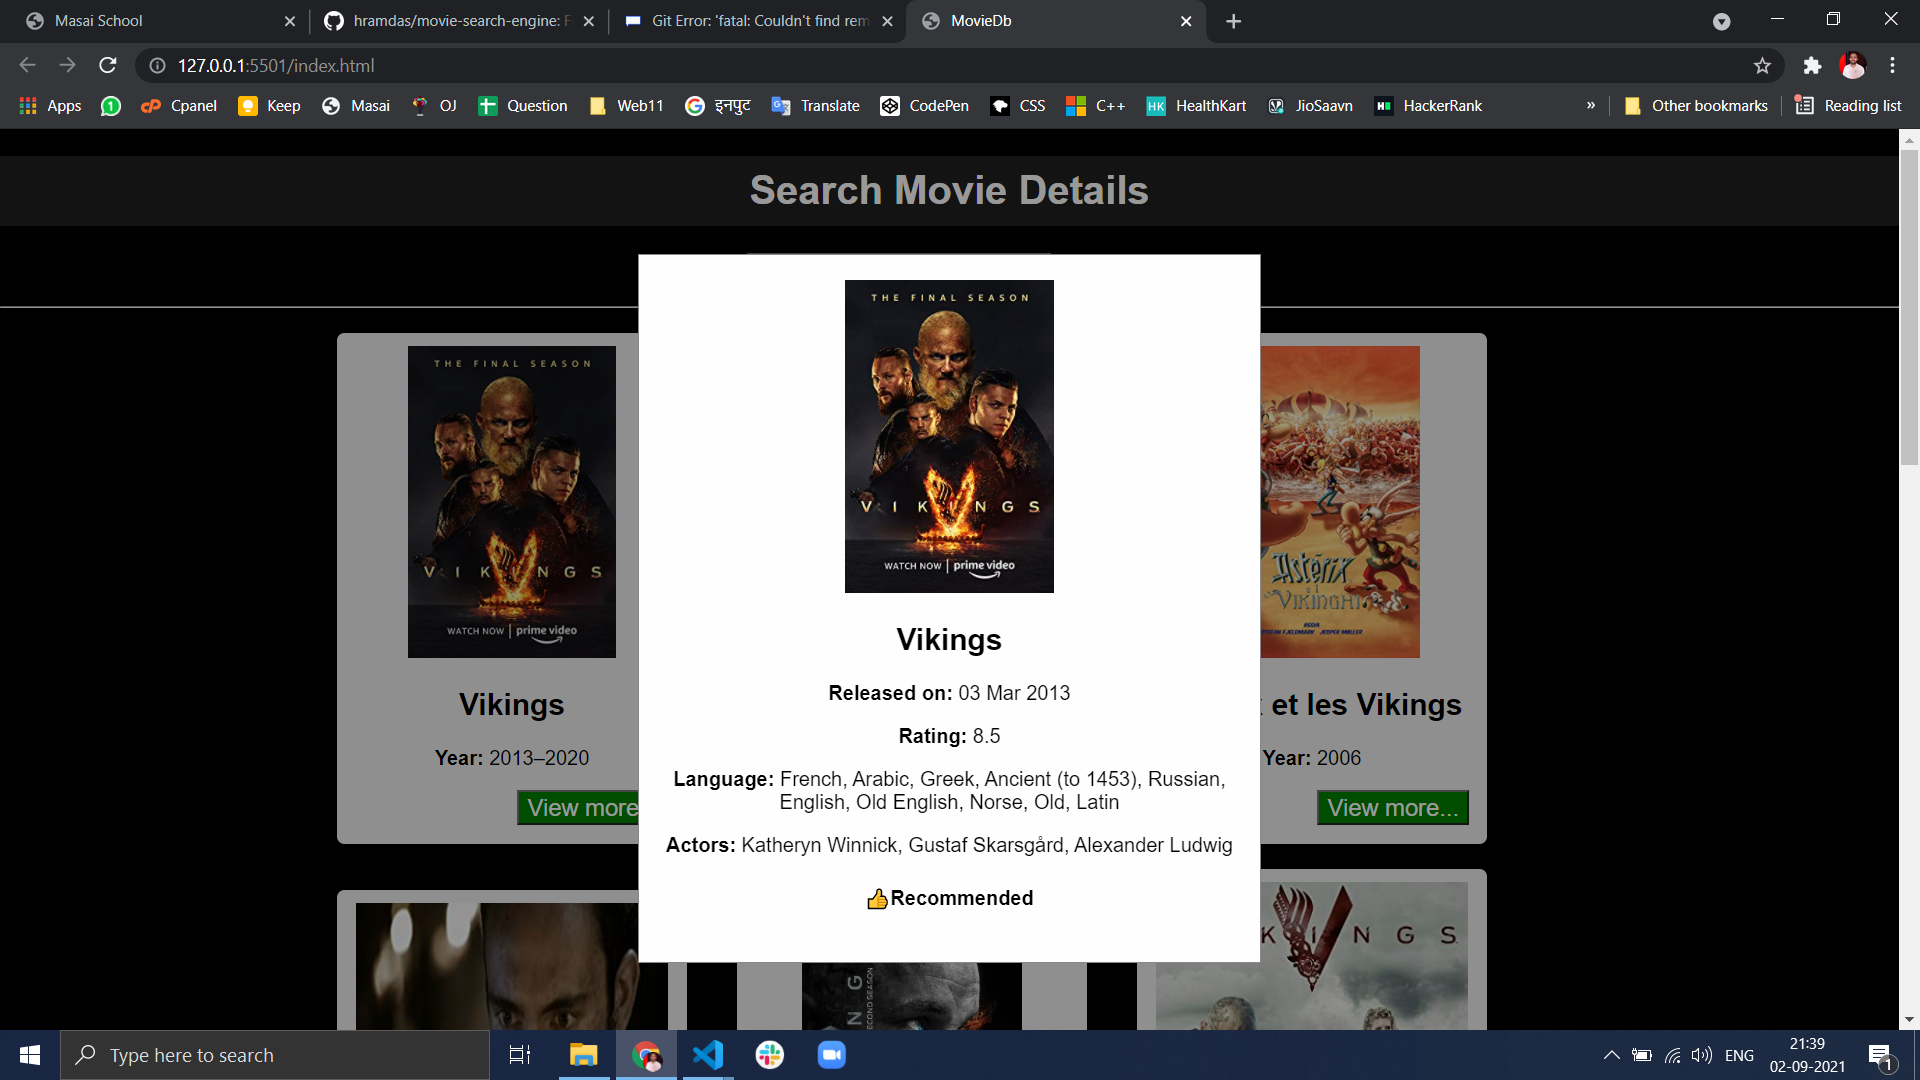 Masai School
hramdas/movie-search-engine: F
Git Error: 'fatal: Couldn't find rem
MovieDb
127.0.0.1:5501/index.html
Apps
1
Cpanel
Keep
Masai
OJ
Question
Web11
इनपुट
Translate
CodePen
CSS
C++
HK
HealthKart
JioSaavn
HackerRank
»
Other bookmarks
Reading list
Search Movie Details
THE FINAL SEASON
VIKINGS
WATCH NOW | prime video
Vikings
Year: 2013–2020
View more
THE FINAL SEASON
VIKINGS
WATCH NOW | prime video
Vikings
Released on: 03 Mar 2013
Rating: 8.5
Language: French, Arabic, Greek, Ancient (to 1453), Russian,
English, Old English, Norse, Old, Latin
Actors: Katheryn Winnick, Gustaf Skarsgård, Alexander Ludwig
👍Recommended
Astérix
VIKINGHI
et les Vikings
Year: 2006
View more...
KINGS
Type here to search
ENG
21:39
02-09-2021
1